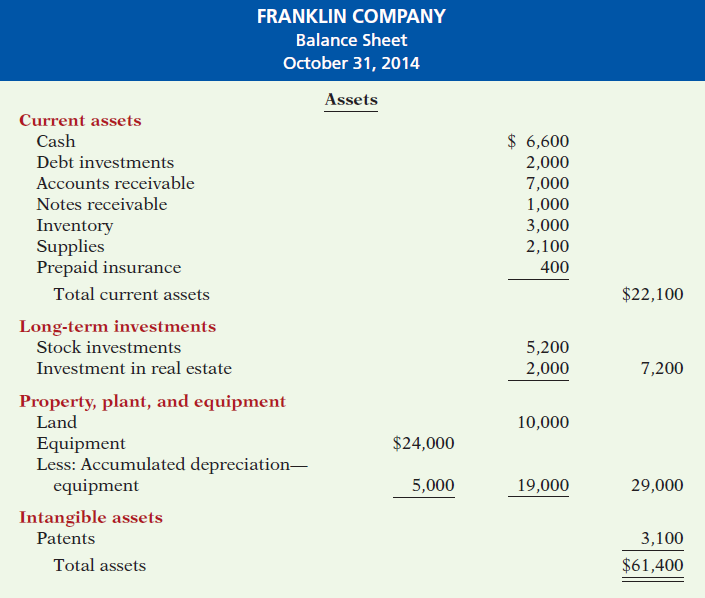 FRANKLIN COMPANY
Balance Sheet
October 31, 2014
Assets
Current assets
Cash $ 6,600
Debt investments 2,000
Accounts receivable 7,000
Notes receivable 1,000
Inventory 3,000
Supplies 2,100
Prepaid insurance 400
Total current assets $22,100
Long-term investments
Stock investments 5,200
Investment in real estate 2,000 7,200
Property, plant, and equipment
Land 10,000
Equipment $24,000
Less: Accumulated depreciation—
equipment 5,000 19,000 29,000
Intangible assets
Patents 3,100
Total assets $61,400